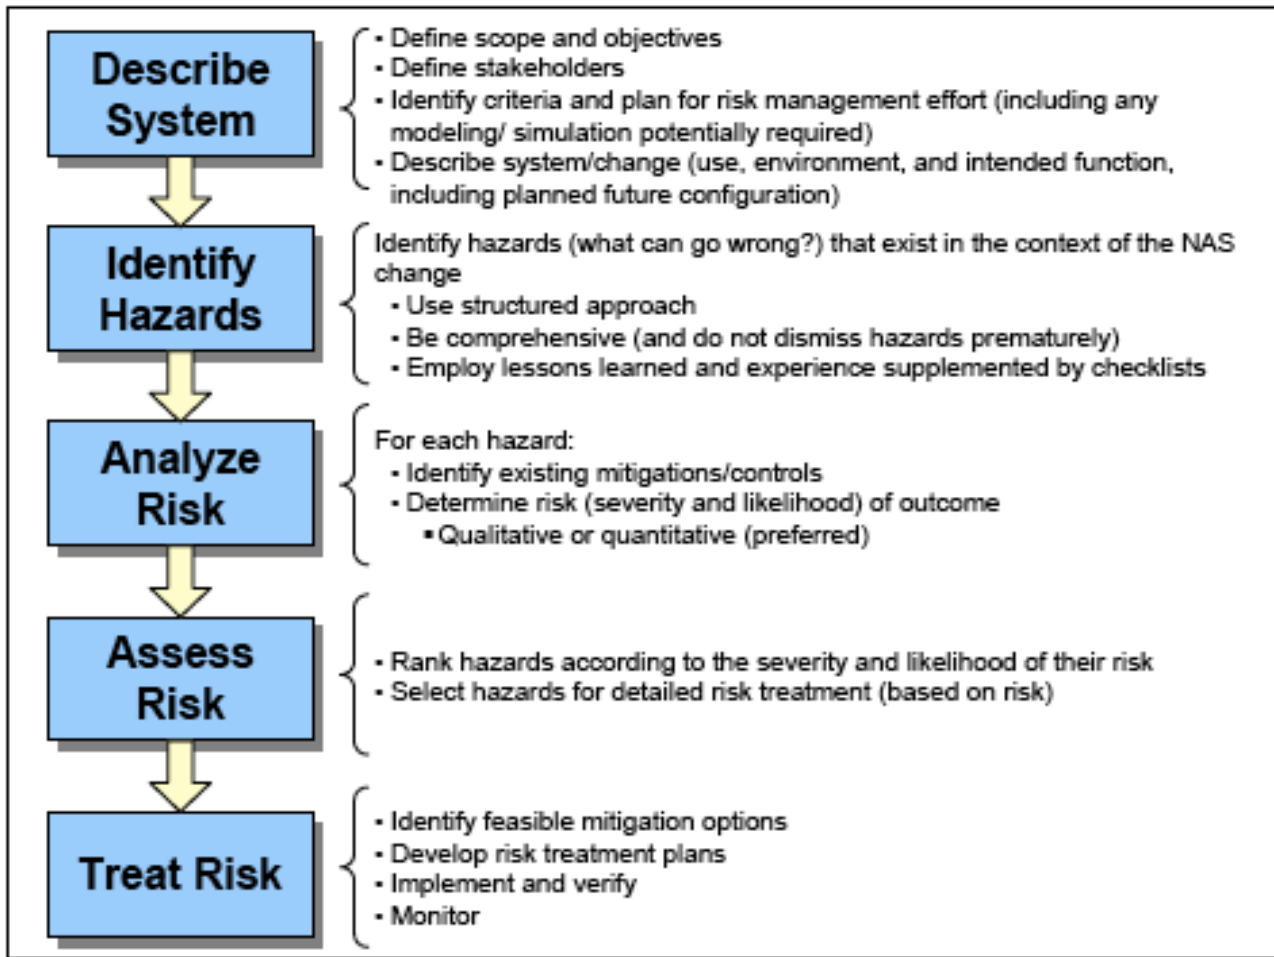 Describe
System
▪ Define scope and objectives
▪ Define stakeholders
▪ Identify criteria and plan for risk management effort (including any
modeling/ simulation potentially required)
▪ Describe system/change (use, environment, and intended function,
including planned future configuration)
Identify
Hazards
Identify hazards (what can go wrong?) that exist in the context of the NAS
change
▪ Use structured approach
▪ Be comprehensive (and do not dismiss hazards prematurely)
▪ Employ lessons learned and experience supplemented by checklists
Analyze
Risk
For each hazard:
▪ Identify existing mitigations/controls
▪ Determine risk (severity and likelihood) of outcome
▪ Qualitative or quantitative (preferred)
Assess
Risk
▪ Rank hazards according to the severity and likelihood of their risk
▪ Select hazards for detailed risk treatment (based on risk)
Treat Risk
▪ Identify feasible mitigation options
▪ Develop risk treatment plans
▪ Implement and verify
▪ Monitor